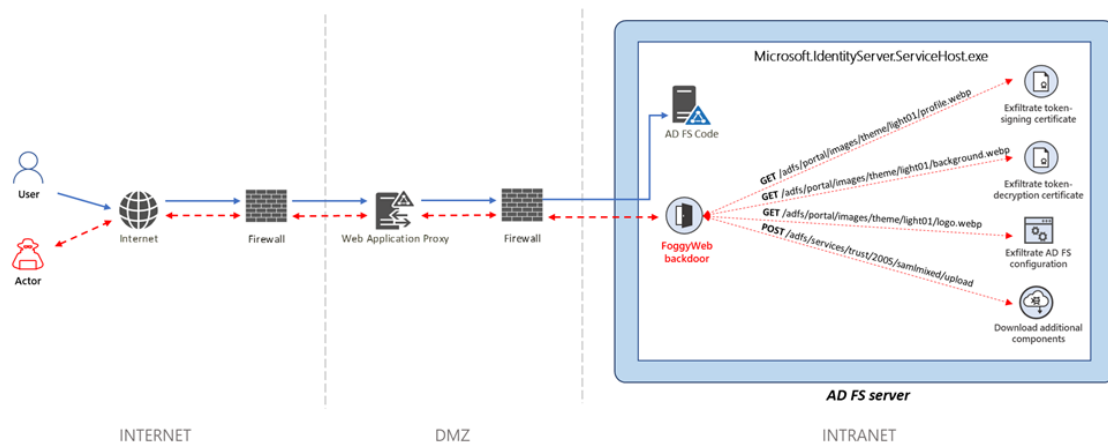 Microsoft.IdentityServer.ServiceHost.exe
User
Actor
Internet
Firewall
Web Application Proxy
Firewall
AD FS Code
FoggyWeb
backdoor
GET /adfs/portal/images/theme/light01/profile.webp
GET /adfs/portal/images/theme/light01/background.webp
GET /adfs/portal/images/theme/light01/logo.webp
POST /adfs/services/trust/2005/samlmixed/upload
Exfiltrate token-
signing certificate
Exfiltrate token-
decryption certificate
Exfiltrate AD FS
configuration
Download additional
components
AD FS server
INTERNET
DMZ
INTRANET